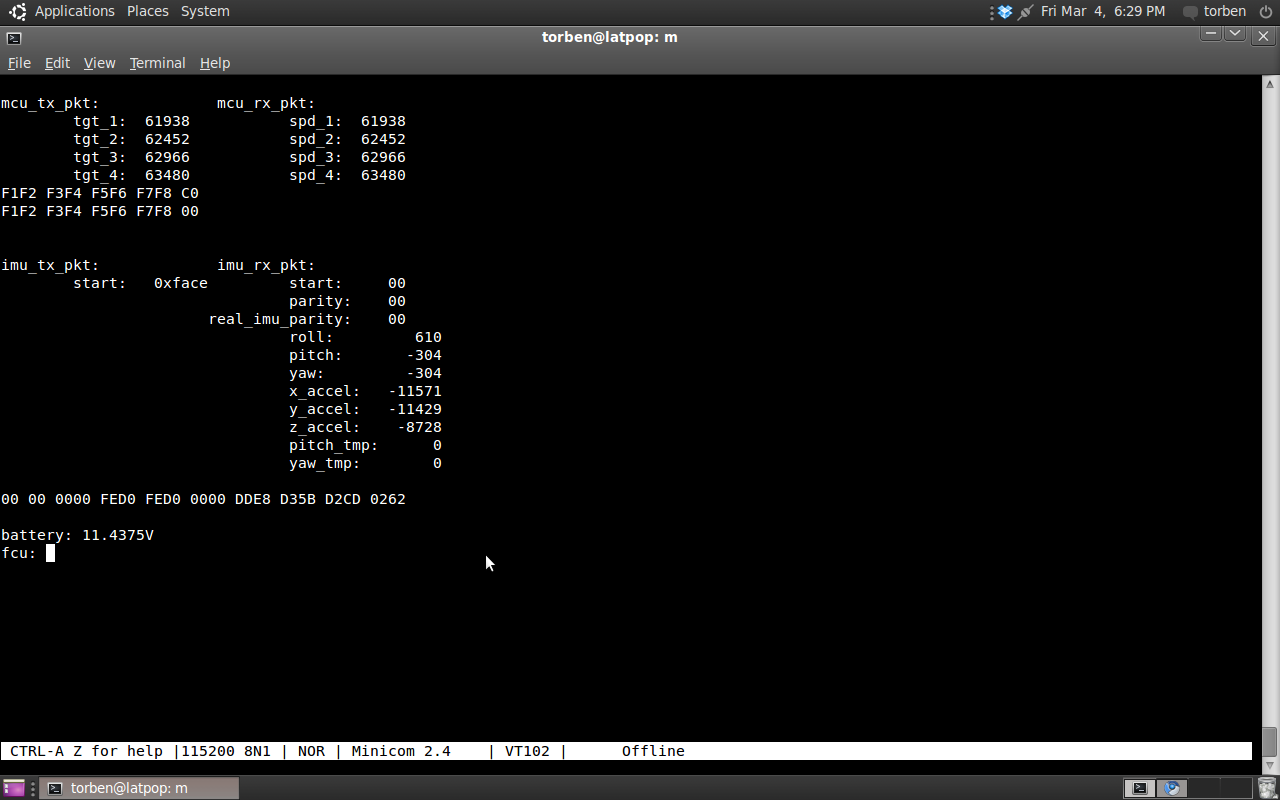 Applications Places System Fri Mar 4, 6:29 PM torben
torben@latpop: m
File Edit View Terminal Help
mcu_tx_pkt: mcu_rx_pkt:
tgt_1: 61938 spd_1: 61938
tgt_2: 62452 spd_2: 62452
tgt_3: 62966 spd_3: 62966
tgt_4: 63480 spd_4: 63480
F1F2 F3F4 F5F6 F7F8 C0
F1F2 F3F4 F5F6 F7F8 00
imu_tx_pkt: imu_rx_pkt:
start: 0xface start: 00
parity: 00
real_imu_parity: 00
roll: 610
pitch: -304
yaw: -304
x_accel: -11571
y_accel: -11429
z_accel: -8728
pitch_tmp: 0
yaw_tmp: 0
00 00 0000 FED0 FED0 0000 DDE8 D35B D2CD 0262
battery: 11.4375V
fcu:
CTRL-A Z for help |115200 8N1 | NOR | Minicom 2.4 | VT102 | Offline
torben@latpop: m